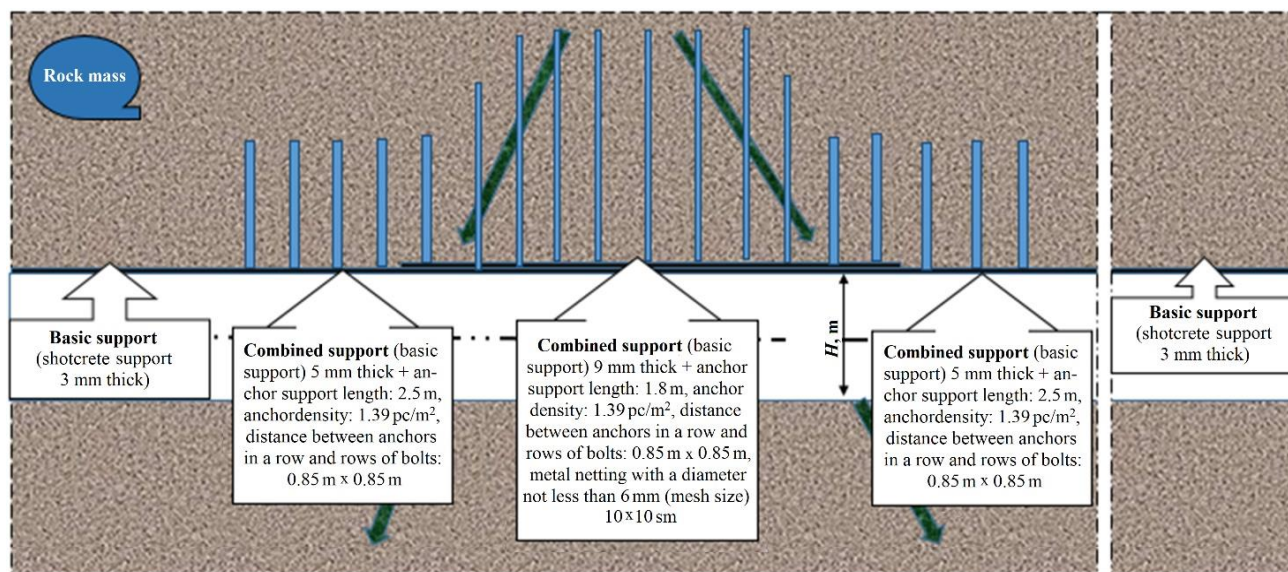 Rock mass
Basic support
(shotcrete support
3 mm thick)
Combined support (basic
support) 5 mm thick + an-
chor support length: 2.5 m,
anchordensity: 1.39 pc/m²,
distance between anchors
in a row and rows of bolts:
0.85 m x 0.85 m
Combined support (basic
support) 9 mm thick + anchor
support length: 1.8 m, anchor
density: 1.39 pc/m², distance
between anchors in a row and
rows of bolts: 0.85 m x 0.85 m,
metal netting with a diameter
not less than 6 mm (mesh size)
10×10 sm
H, m
Combined support (basic
support) 5 mm thick + an-
chor support length: 2.5 m,
anchordensity: 1.39 pc/m²,
distance between anchors
in a row and rows of bolts:
0.85 m x 0.85 m
Basic support
(shotcrete support
3 mm thick)